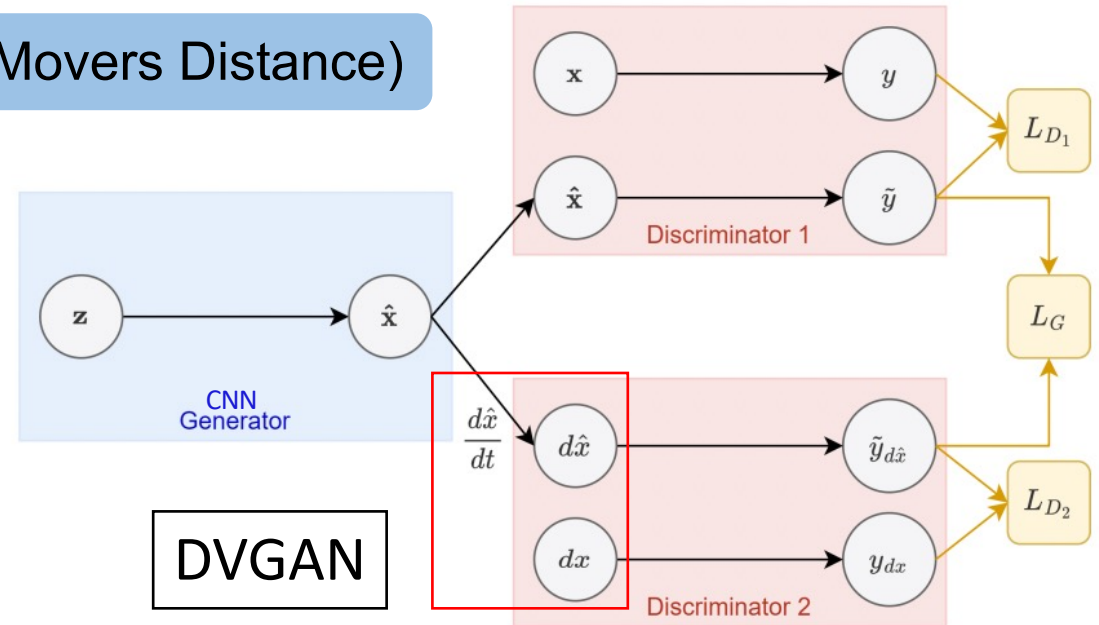 Movers Distance)
x
y
L_{D_1}
x̂
ỹ
Discriminator 1
z
x̂
L_G
CNN
Generator
dx̂/dt
dx̂
ỹ_{dx̂}
L_{D_2}
DVGAN
dx
y_{dx}
Discriminator 2